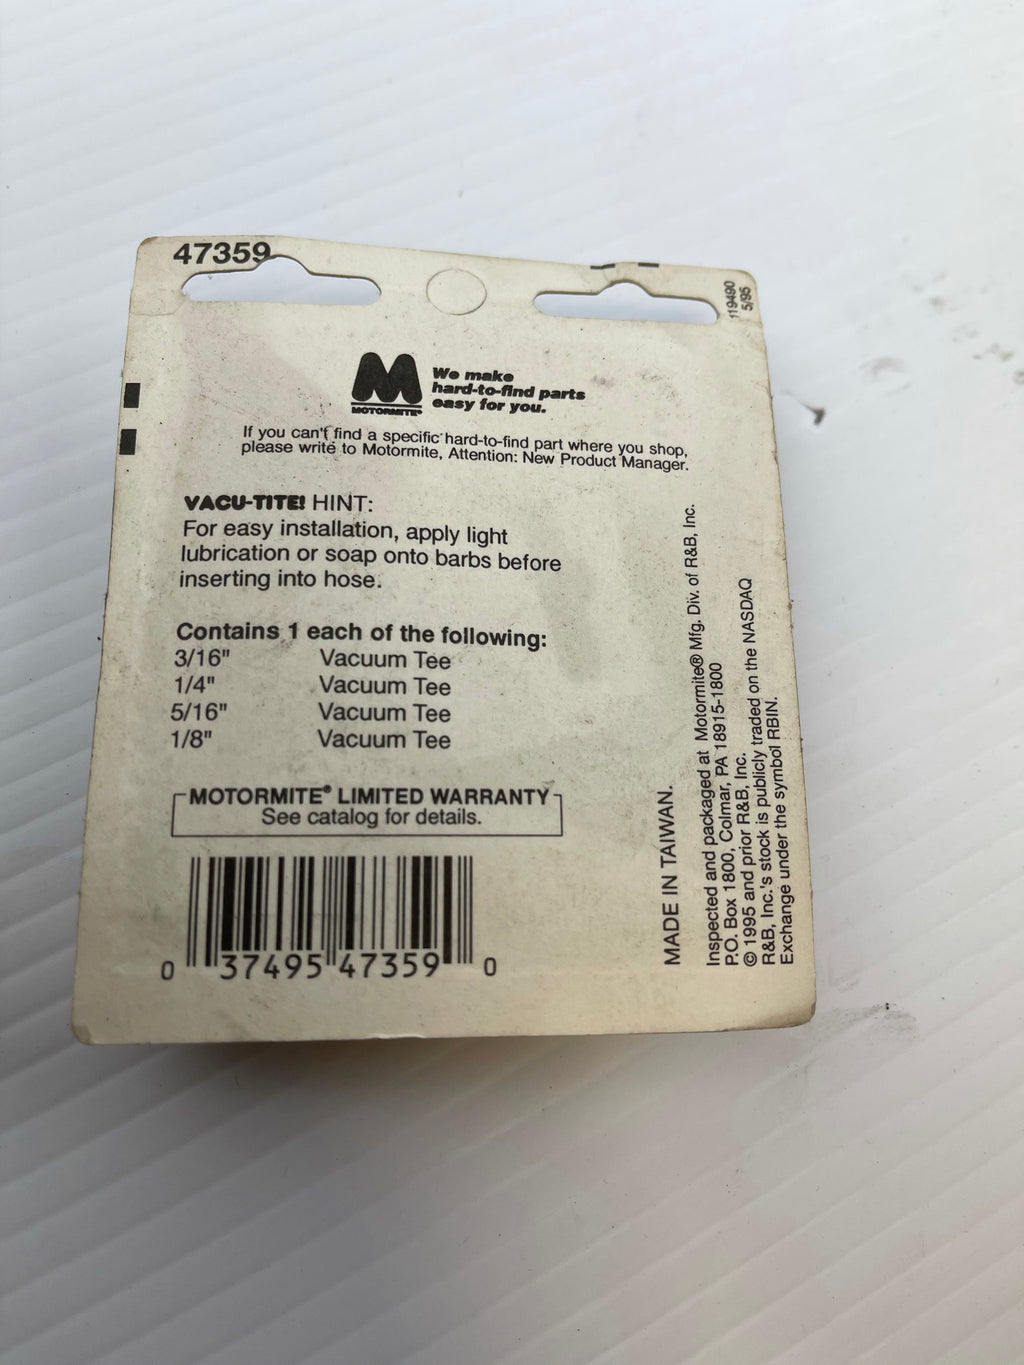 47359
119490
5/95
MOTORMITE®
We make
hard-to-find parts
easy for you.
If you can't find a specific hard-to-find part where you shop,
please write to Motormite, Attention: New Product Manager.
VACU-TITE! HINT:
For easy installation, apply light
lubrication or soap onto barbs before
inserting into hose.
Contains 1 each of the following:
3/16" Vacuum Tee
1/4" Vacuum Tee
5/16" Vacuum Tee
1/8" Vacuum Tee
MOTORMITE® LIMITED WARRANTY
See catalog for details.
0 37495 47359 0
MADE IN TAIWAN.
Inspected and packaged at Motormite® Mfg. Div. of R&B, Inc.
P.O. Box 1800, Colmar, PA 18915-1800
© 1995 and prior R&B, Inc.
R&B, Inc.'s stock is publicly traded on the NASDAQ
Exchange under the symbol RBIN.